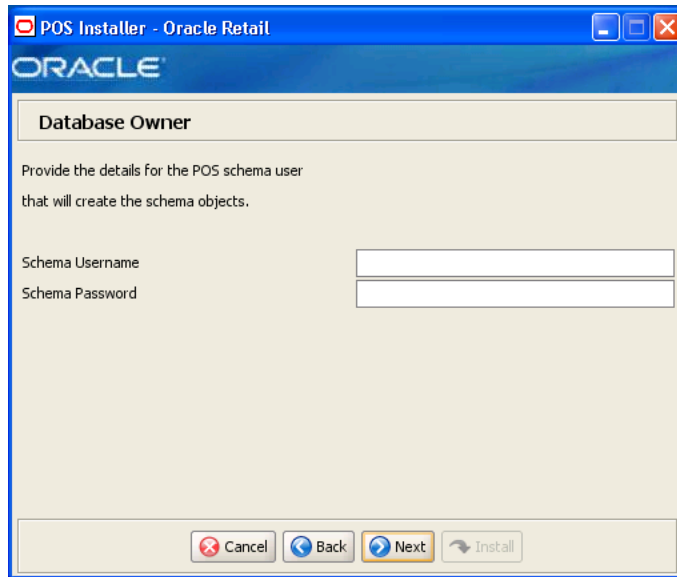 POS Installer - Oracle Retail
ORACLE
Database Owner
Provide the details for the POS schema user
that will create the schema objects.
Schema Username
Schema Password
Cancel Back Next Install